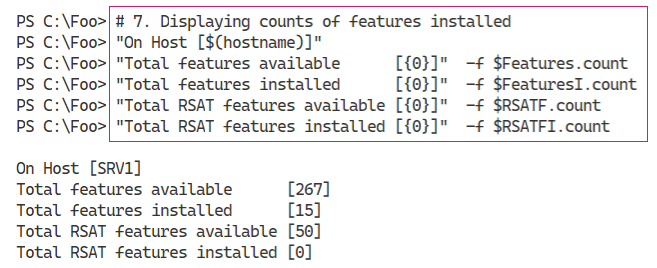 PS C:\Foo> # 7. Displaying counts of features installed
PS C:\Foo> "On Host [$(hostname)]"
PS C:\Foo> "Total features available      [{0}]"  -f $Features.count
PS C:\Foo> "Total features installed      [{0}]"  -f $FeaturesI.count
PS C:\Foo> "Total RSAT features available [{0}]"  -f $RSATF.count
PS C:\Foo> "Total RSAT features installed [{0}]"  -f $RSATFI.count
On Host [SRV1]
Total features available      [267]
Total features installed      [15]
Total RSAT features available [50]
Total RSAT features installed [0]